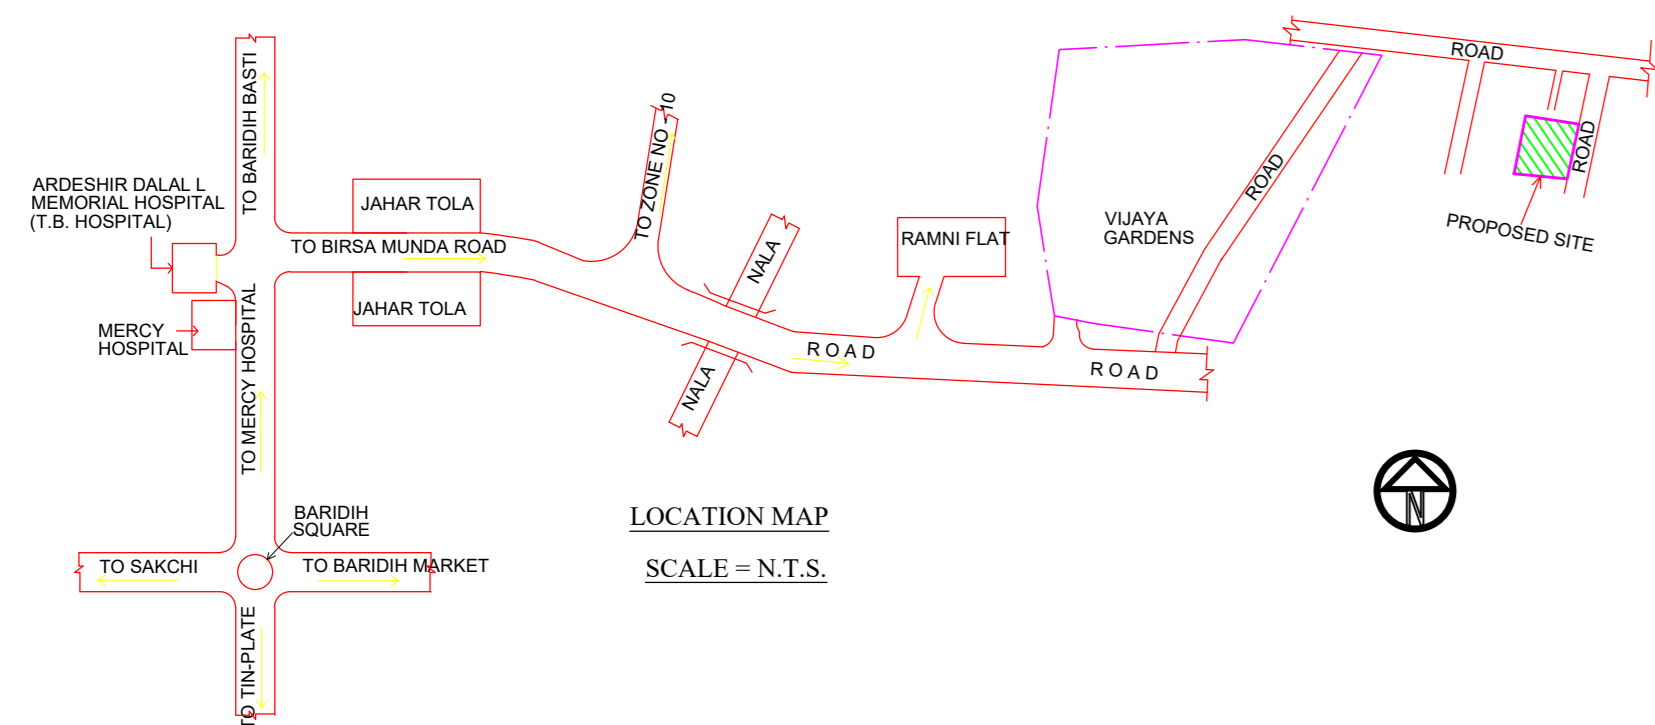 TO BARIDIH BASTI
ARDESHIR DALAL L
MEMORIAL HOSPITAL
(T.B. HOSPITAL)
MERCY
HOSPITAL
TO MERCY HOSPITAL
JAHAR TOLA
TO BIRSA MUNDA ROAD
JAHAR TOLA
TO ZONE NO - 10
NALA
NALA
RAMNI FLAT
ROAD
ROAD
VIJAYA
GARDENS
ROAD
ROAD
ROAD
PROPOSED SITE
BARIDIH
SQUARE
TO SAKCHI
TO BARIDIH MARKET
TO TIN-PLATE
LOCATION MAP
SCALE = N.T.S.
N